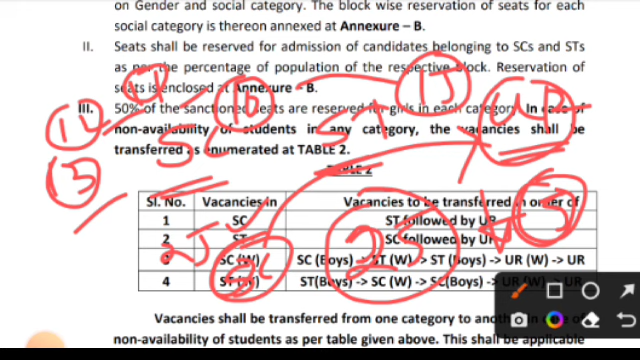 on Gender and social category. The block wise reservation of seats for each
social category is thereon annexed at Annexure – B.
II. Seats shall be reserved for admission of candidates belonging to SCs and STs
as per the percentage of population of the respective block. Reservation of
seats is enclosed at Annexure - B.
III. 50% of the sanctioned seats are reserved for girls in each category. In case of
non-availability of students in any category, the vacancies shall be
transferred as enumerated at TABLE 2.
TABLE 2
Sl. No. Vacancies in Vacancies to be transferred in order of
1 SC ST followed by UR
2 ST SC followed by UR
3 SC (W) SC (Boys) -> ST (W) -> ST (Boys) -> UR (W) -> UR
4 ST (W) ST(Boys) -> SC (W) -> SC(Boys) -> UR (W) -> UR
Vacancies shall be transferred from one category to another in case of
non-availability of students as per table given above. This shall be applicable
SC
ST
25